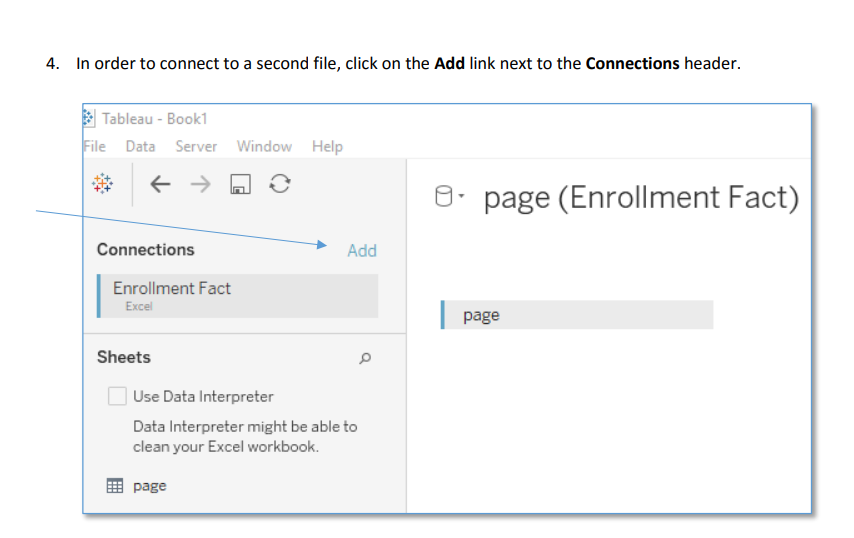 4. In order to connect to a second file, click on the Add link next to the Connections header.
Tableau - Book1
File Data Server Window Help
page (Enrollment Fact)
Connections Add
Enrollment Fact
Excel
page
Sheets
Use Data Interpreter
Data Interpreter might be able to
clean your Excel workbook.
page